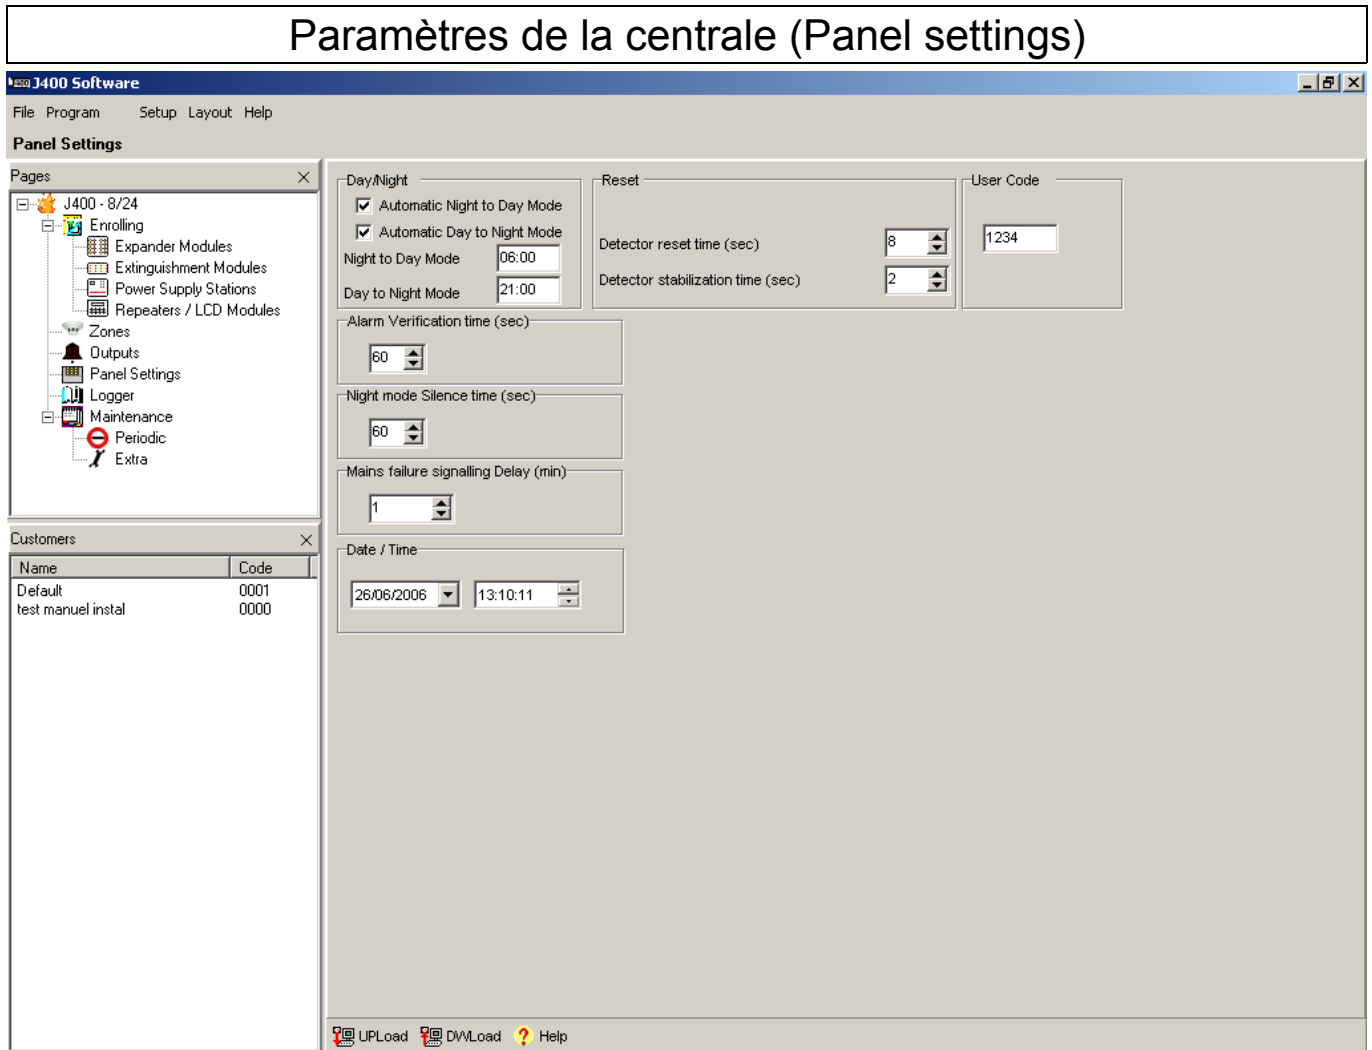 Paramètres de la centrale (Panel settings)
J400 Software
File Program Setup Layout Help
Panel Settings
Pages
J400 - 8/24
Enrolling
Expander Modules
Extinguishment Modules
Power Supply Stations
Repeaters / LCD Modules
Zones
Outputs
Panel Settings
Logger
Maintenance
Periodic
Extra
Customers
Name Code
Default 0001
test manuel instal 0000
Day/Night
Automatic Night to Day Mode
Automatic Day to Night Mode
Night to Day Mode 06:00
Day to Night Mode 21:00
Reset
Detector reset time (sec) 8
Detector stabilization time (sec) 2
User Code
1234
Alarm Verification time (sec)
60
Night mode Silence time (sec)
60
Mains failure signalling Delay (min)
1
Date / Time
26/06/2006 13:10:11
UPLoad DWLoad ? Help